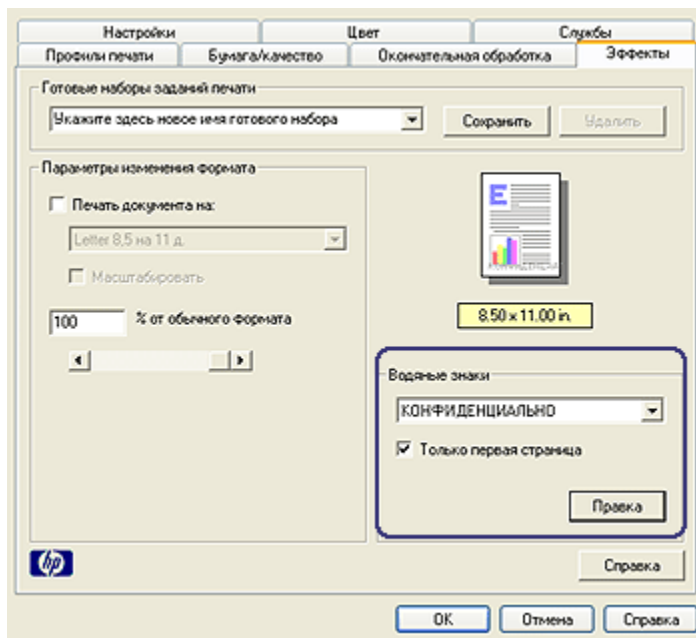 Настройки Цвет Службы
Профили печати Бумага/качество Окончательная обработка Эффекты
Готовые наборы заданий печати
Укажите здесь новое имя готового набора Сохранить Удалить
Параметры изменения формата
Печать документа на:
Letter 8,5 на 11 д.
Масштабировать
100 % от обычного формата
E
КОНФИДЕНЦИАЛЬНО
8.50 x 11.00 in.
Водяные знаки
КОНФИДЕНЦИАЛЬНО
Только первая страница
Правка
hp
Справка
OK Отмена Справка